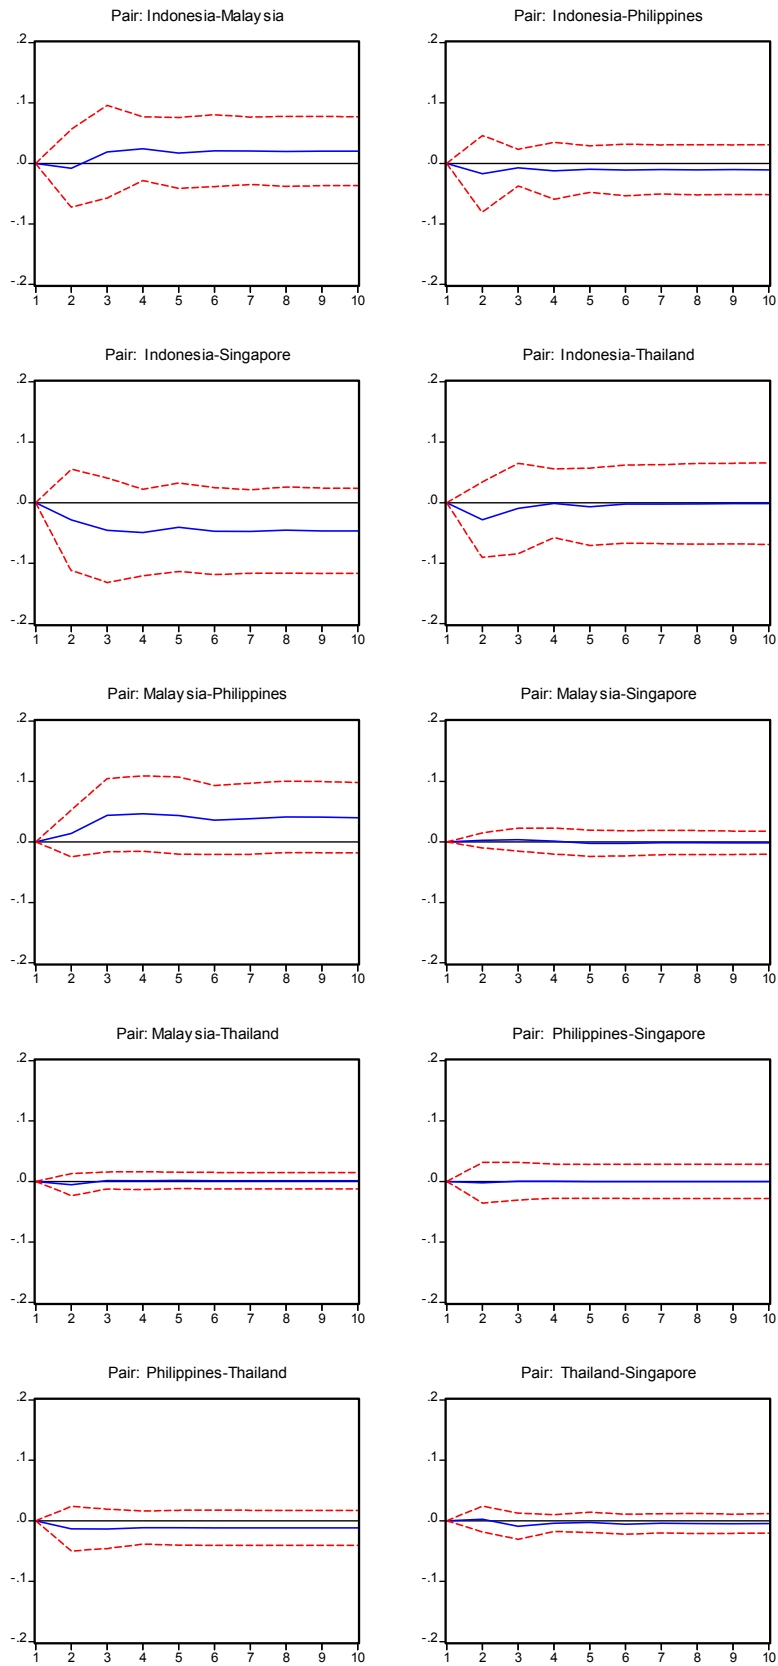 Pair: Indonesia-Malaysia
.2
.1
.0
-.1
-.2
1 2 3 4 5 6 7 8 9 10
Pair: Indonesia-Philippines
.2
.1
.0
-.1
-.2
1 2 3 4 5 6 7 8 9 10
Pair: Indonesia-Singapore
.2
.1
.0
-.1
-.2
1 2 3 4 5 6 7 8 9 10
Pair: Indonesia-Thailand
.2
.1
.0
-.1
-.2
1 2 3 4 5 6 7 8 9 10
Pair: Malaysia-Philippines
.2
.1
.0
-.1
-.2
1 2 3 4 5 6 7 8 9 10
Pair: Malaysia-Singapore
.2
.1
.0
-.1
-.2
1 2 3 4 5 6 7 8 9 10
Pair: Malaysia-Thailand
.2
.1
.0
-.1
-.2
1 2 3 4 5 6 7 8 9 10
Pair: Philippines-Singapore
.2
.1
.0
-.1
-.2
1 2 3 4 5 6 7 8 9 10
Pair: Philippines-Thailand
.2
.1
.0
-.1
-.2
1 2 3 4 5 6 7 8 9 10
Pair: Thailand-Singapore
.2
.1
.0
-.1
-.2
1 2 3 4 5 6 7 8 9 10